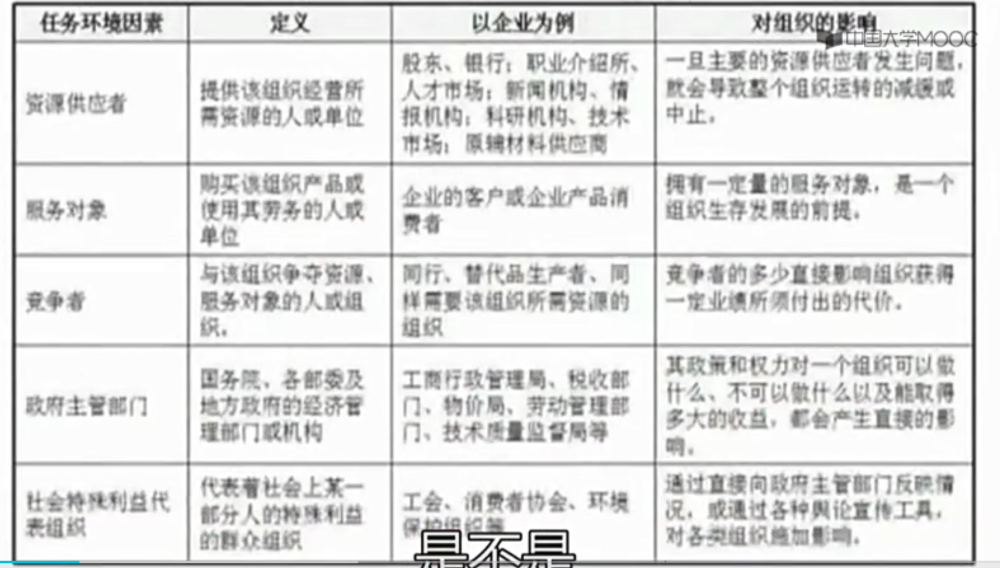 任务环境因素
定义
以企业为例
对组织的影响
中国大学MOOC
资源供应者
提供该组织经营所
需资源的人或单位
股东、银行；职业介绍所、
人才市场；新闻机构、情
报机构；科研机构、技术
市场；原辅材料供应商
一旦主要的资源供应者发生问题，
就会导致整个组织运转的减缓或
中止。
服务对象
购买该组织产品或
使用其劳务的人或
单位
企业的客户或企业产品消
费者
拥有一定量的服务对象，是一个
组织生存发展的前提。
竞争者
与该组织争夺资源、
服务对象的人或组
织。
同行、替代品生产者、同
样需要该组织所需资源的
组织
竞争者的多少直接影响组织获得
一定业绩所须付出的代价。
政府主管部门
国务院、各部委及
地方政府的经济管
理部门或机构
工商行政管理局、税收部
门、物价局、劳动管理部
门、技术质量监督局等
其政策和权力对一个组织可以做
什么、不可以做什么以及能取得
多大的收益，都会产生直接的影
响。
社会特殊利益代
表组织
代表着社会上某一
部分人的特殊利益
的群众组织
工会、消费者协会、环境
保护组织等
通过直接向政府主管部门反映情
况，或通过各种舆论宣传工具，
对各类组织施加影响。
是不是